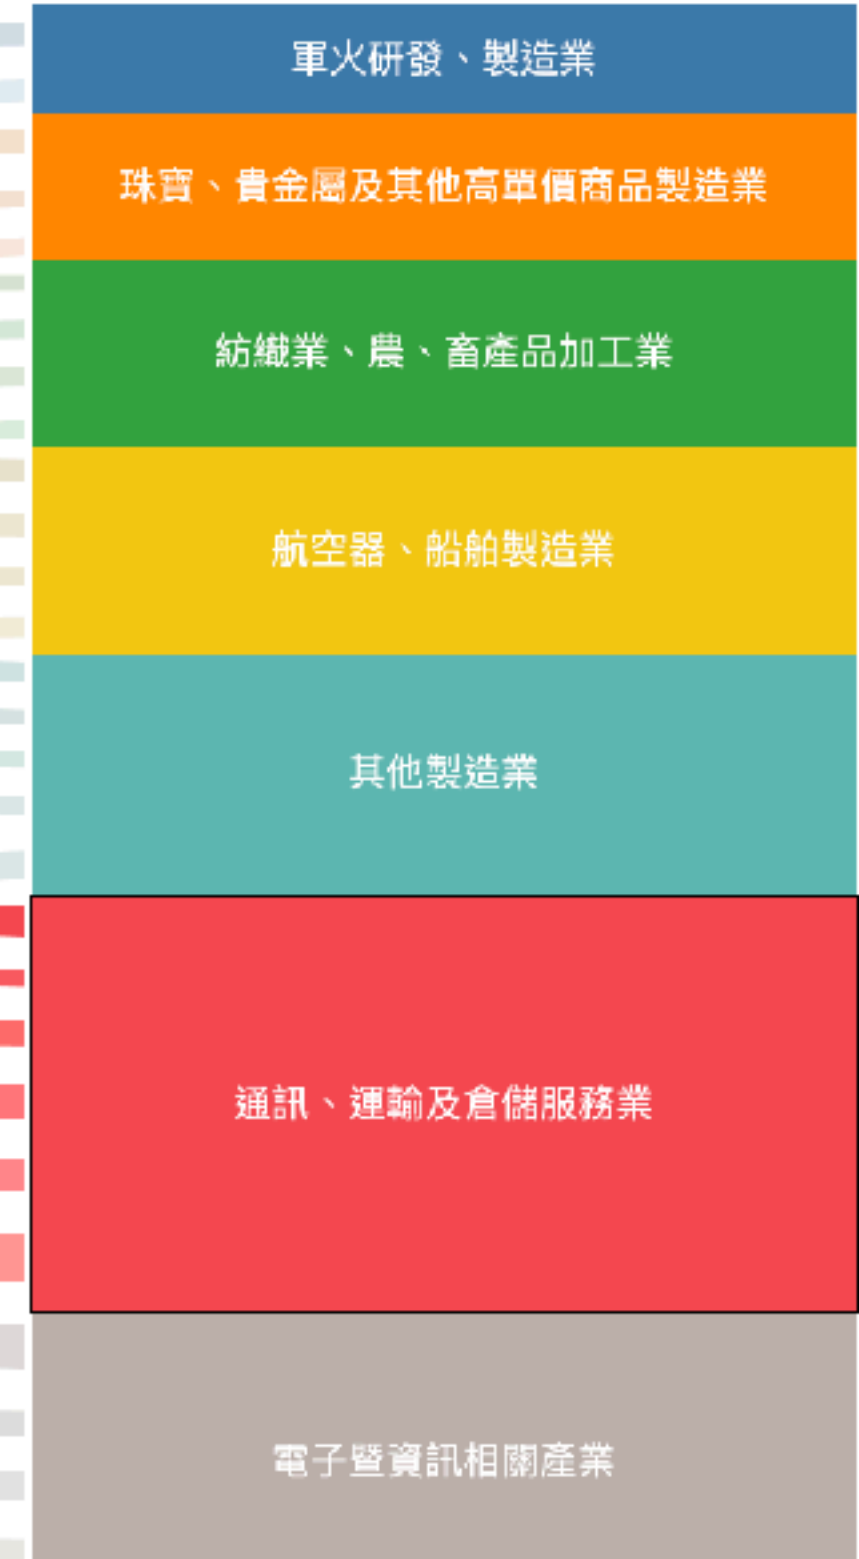 軍火研發、製造業
珠寶、貴金屬及其他高單價商品製造業
紡織業、農、畜產品加工業
航空器、船舶製造業
其他製造業
通訊、運輸及倉儲服務業
電子暨資訊相關產業